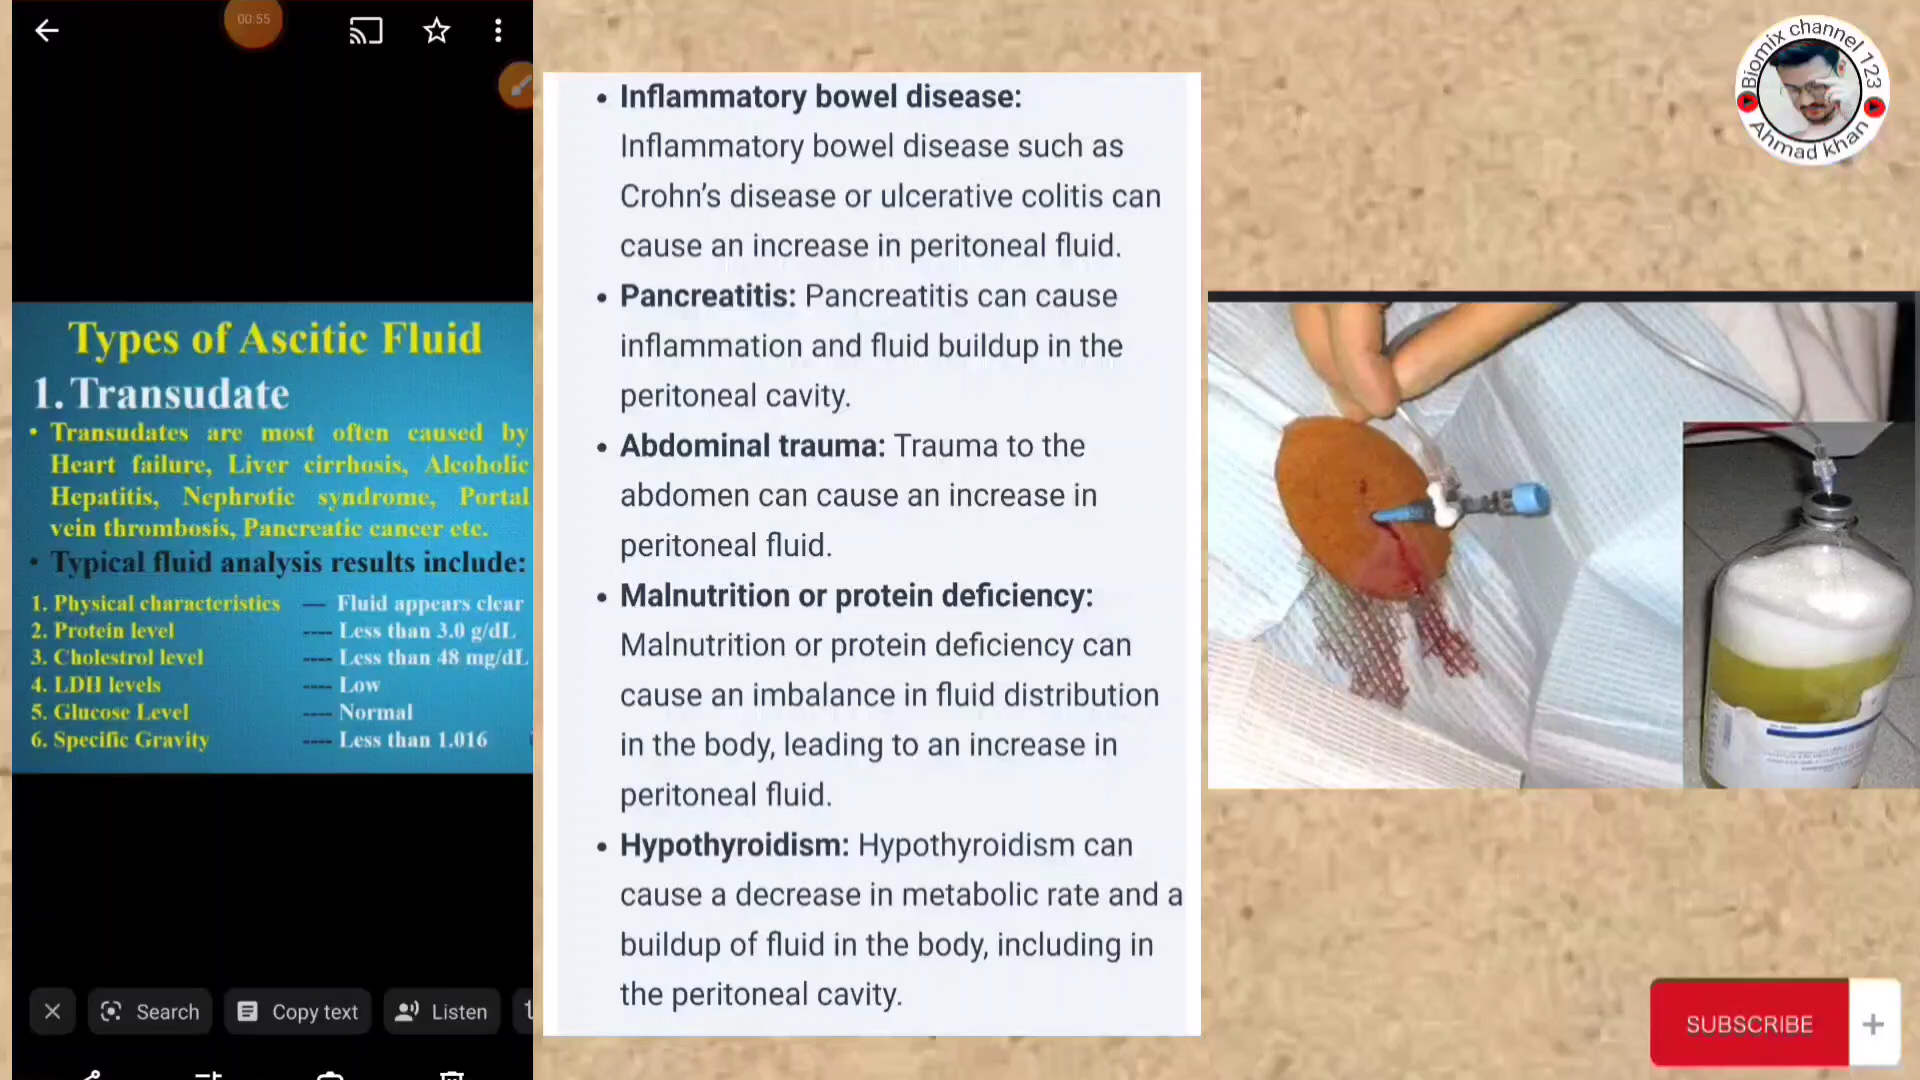 00:55
Types of Ascitic Fluid
1. Transudate
• Transudates are most often caused by
Heart failure, Liver cirrhosis, Alcoholic
Hepatitis, Nephrotic syndrome, Portal
vein thrombosis, Pancreatic cancer etc.
• Typical fluid analysis results include:
1. Physical characteristics — Fluid appears clear
2. Protein level ---- Less than 3.0 g/dL
3. Cholestrol level ---- Less than 48 mg/dL
4. LDH levels ---- Low
5. Glucose Level ---- Normal
6. Specific Gravity ---- Less than 1.016
Search Copy text Listen
• Inflammatory bowel disease:
Inflammatory bowel disease such as
Crohn’s disease or ulcerative colitis can
cause an increase in peritoneal fluid.
• Pancreatitis: Pancreatitis can cause
inflammation and fluid buildup in the
peritoneal cavity.
• Abdominal trauma: Trauma to the
abdomen can cause an increase in
peritoneal fluid.
• Malnutrition or protein deficiency:
Malnutrition or protein deficiency can
cause an imbalance in fluid distribution
in the body, leading to an increase in
peritoneal fluid.
• Hypothyroidism: Hypothyroidism can
cause a decrease in metabolic rate and a
buildup of fluid in the body, including in
the peritoneal cavity.
Biomix channel 123
Ahmad khan
SUBSCRIBE +